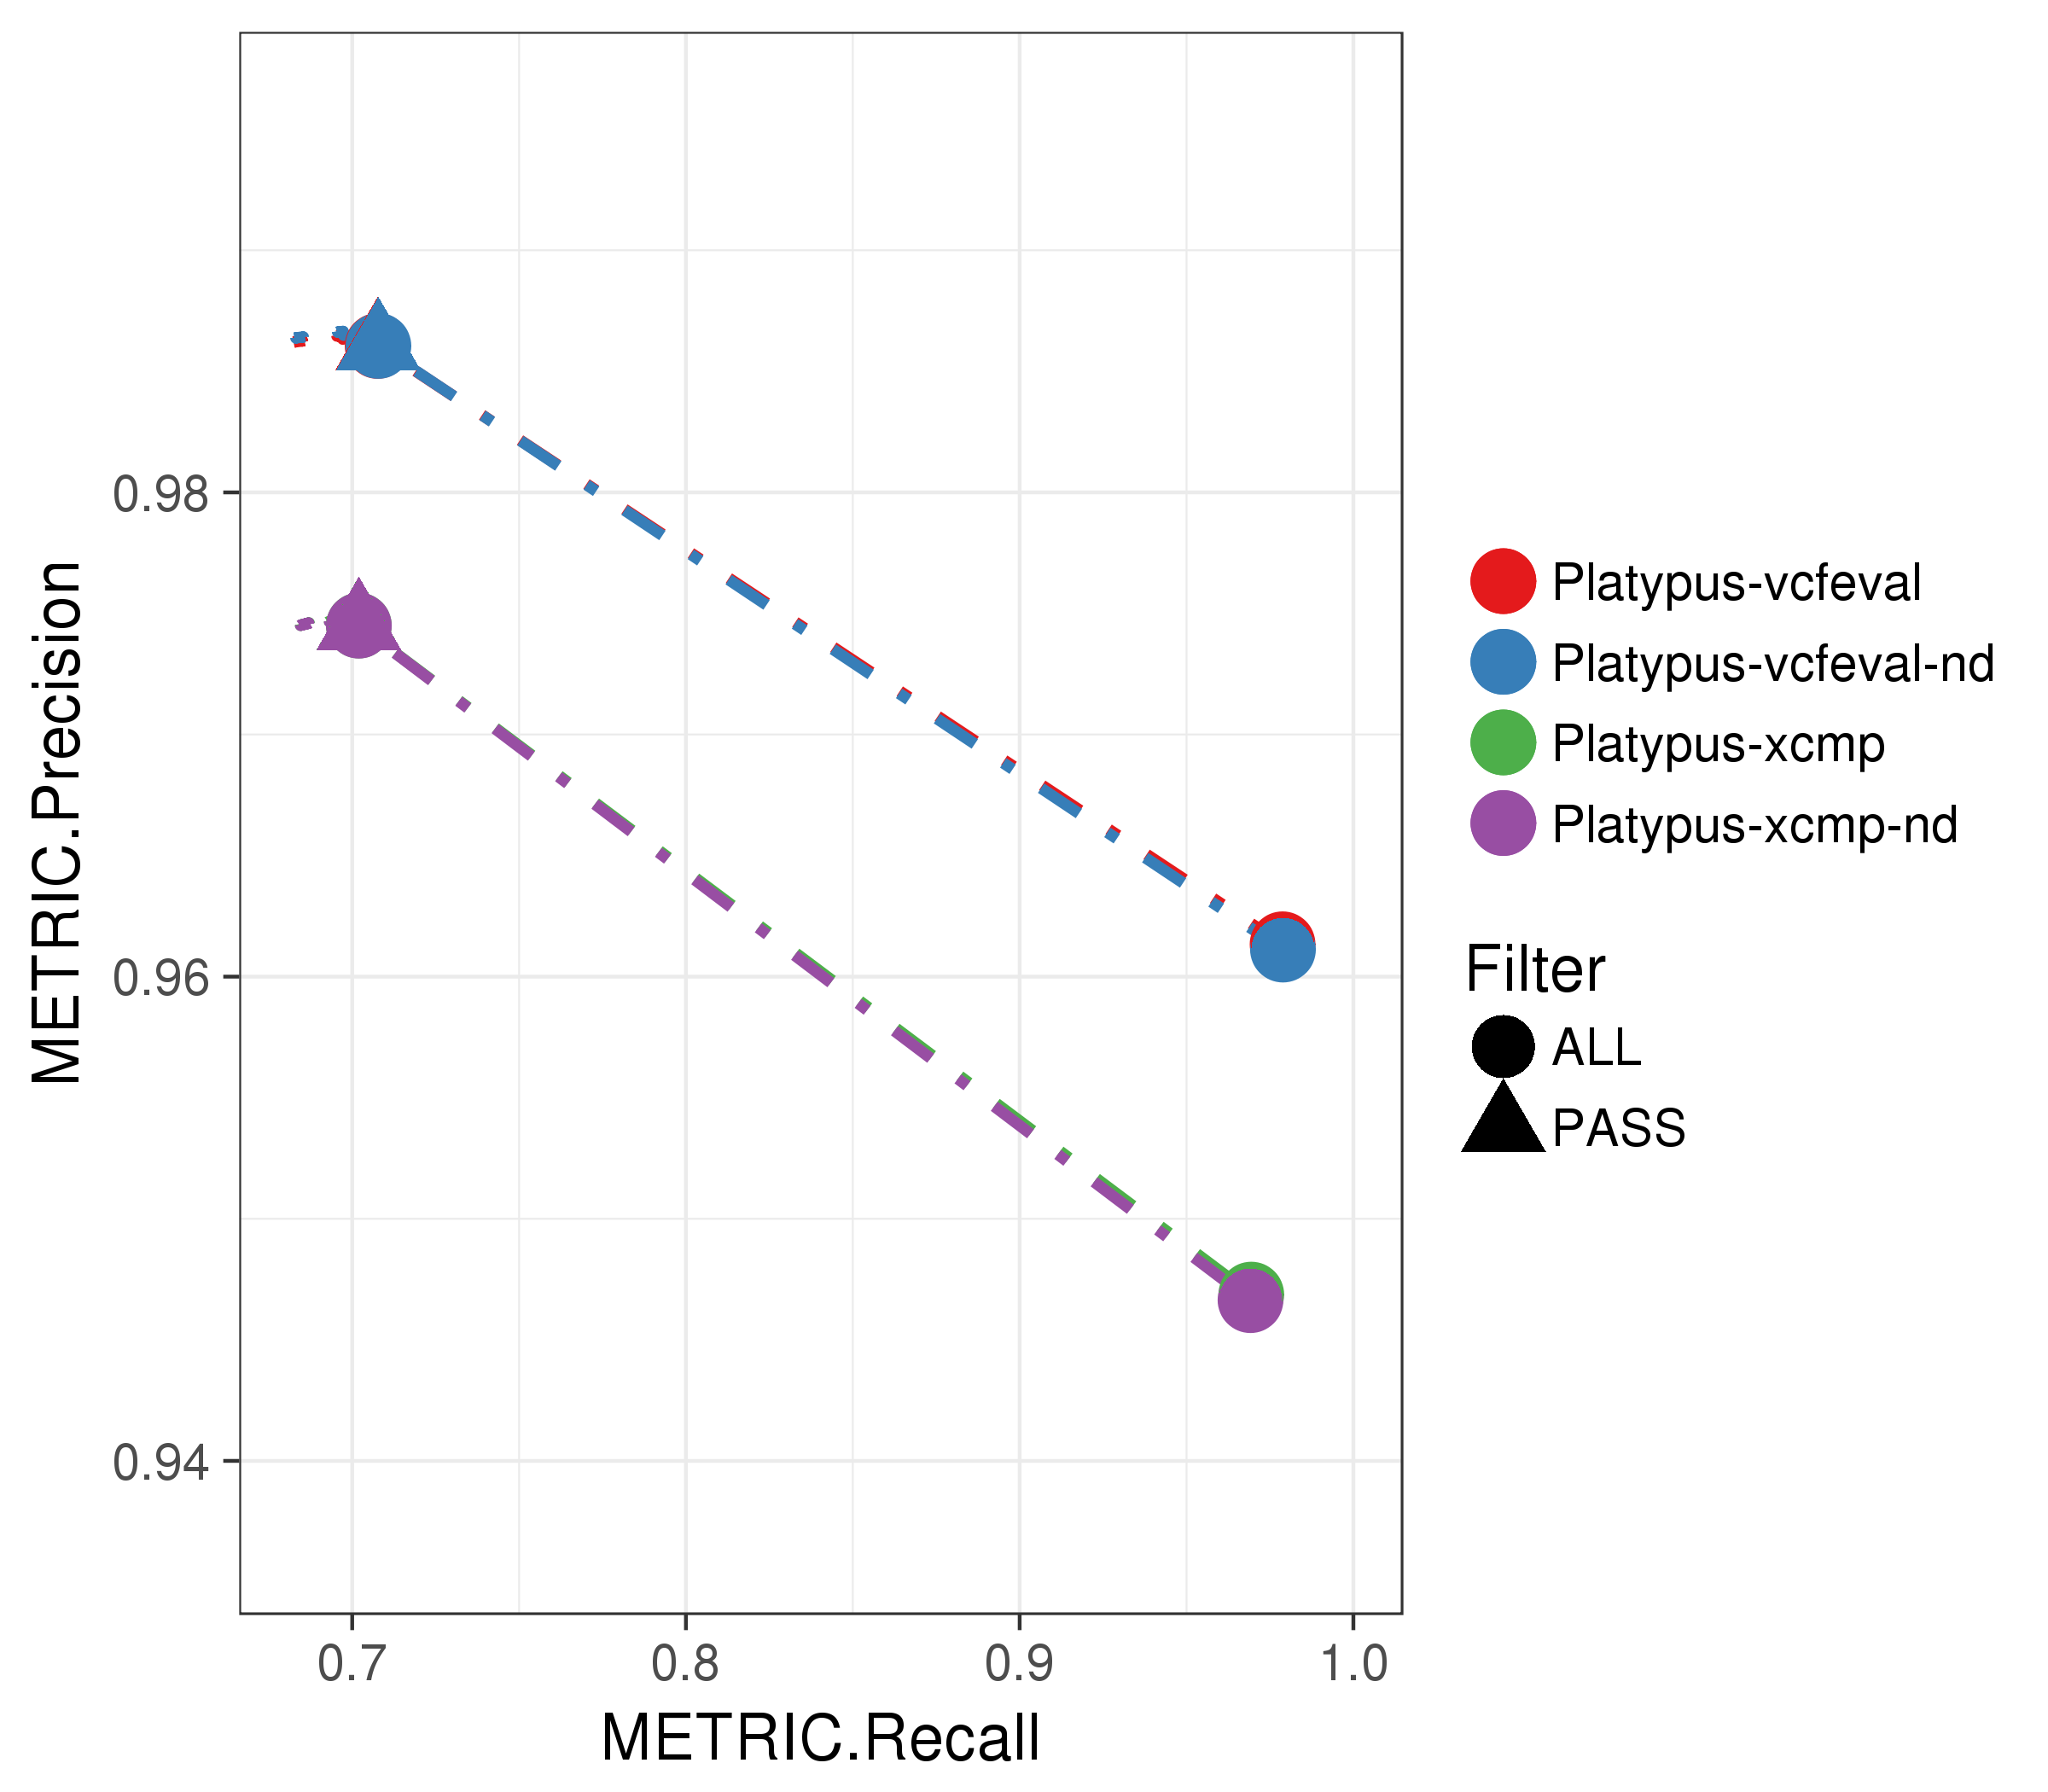 METRIC.Precision
0.98
0.96
0.94
0.7 0.8 0.9 1.0
METRIC.Recall
Platypus-vcfeval
Platypus-vcfeval-nd
Platypus-xcmp
Platypus-xcmp-nd
Filter
ALL
PASS